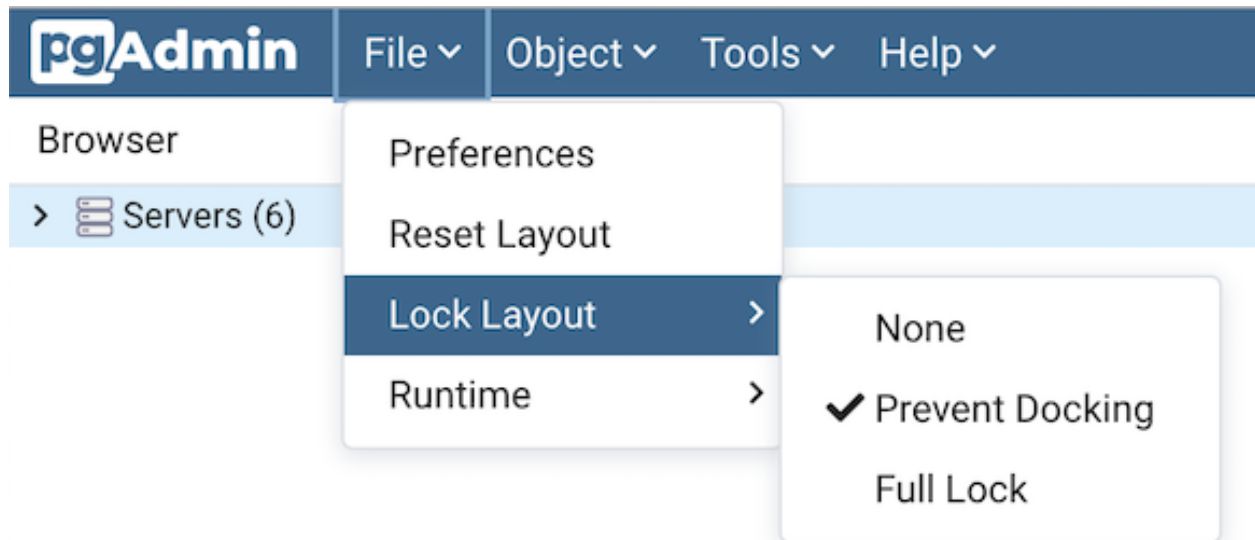 pgAdmin File Object Tools Help
Browser
Servers (6)
Preferences
Reset Layout
Lock Layout
Runtime
None
Prevent Docking
Full Lock